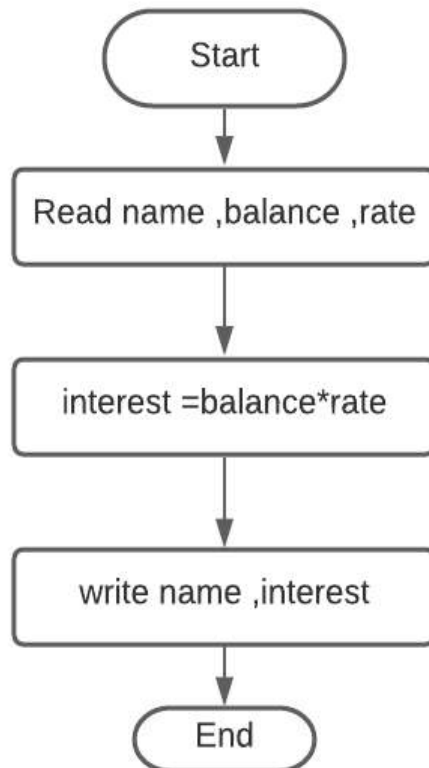 Start
Read name ,balance ,rate
interest =balance*rate
write name ,interest
End